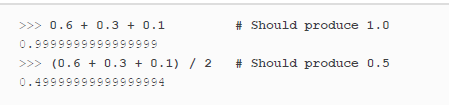 >>> 0.6 + 0.3 + 0.1 # Should produce 1.0
0.9999999999999999
>>> (0.6 + 0.3 + 0.1) / 2 # Should produce 0.5
0.49999999999999994